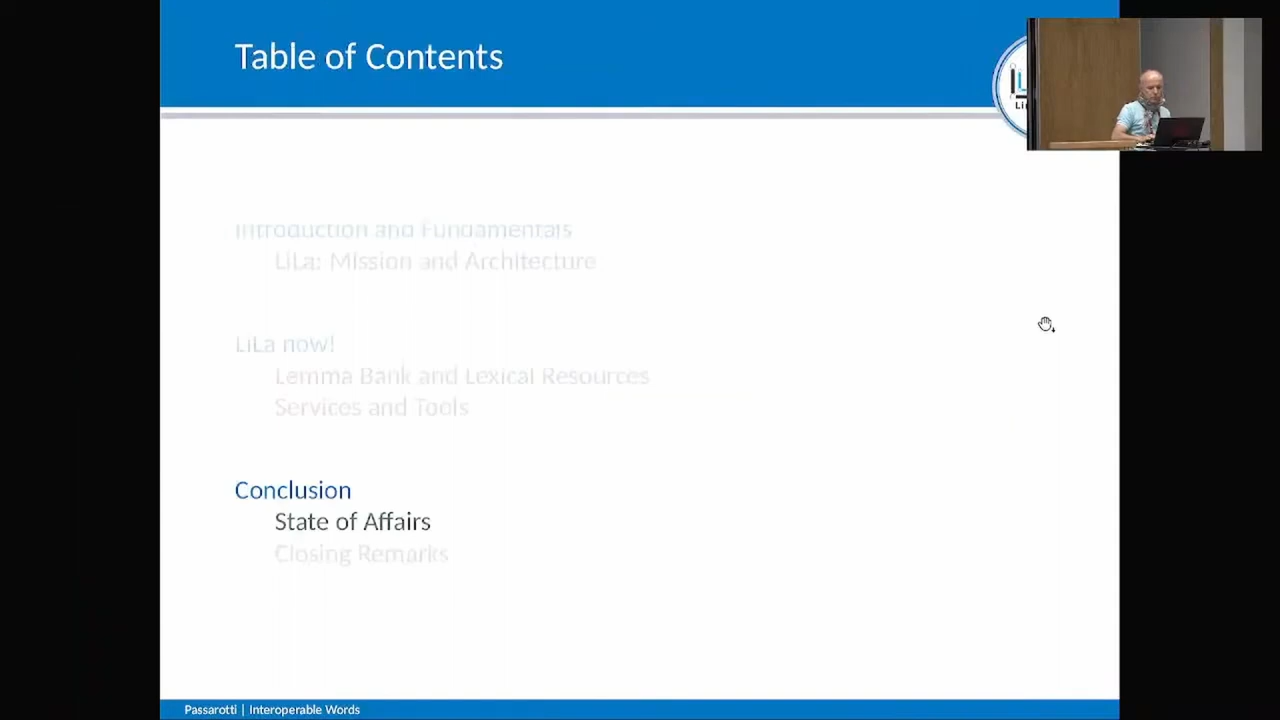 Table of Contents
Introduction and Fundamentals
LiLa: Mission and Architecture
LiLa now!
Lemma Bank and Lexical Resources
Services and Tools
Conclusion
State of Affairs
Closing Remarks
Passarotti | Interoperable Words